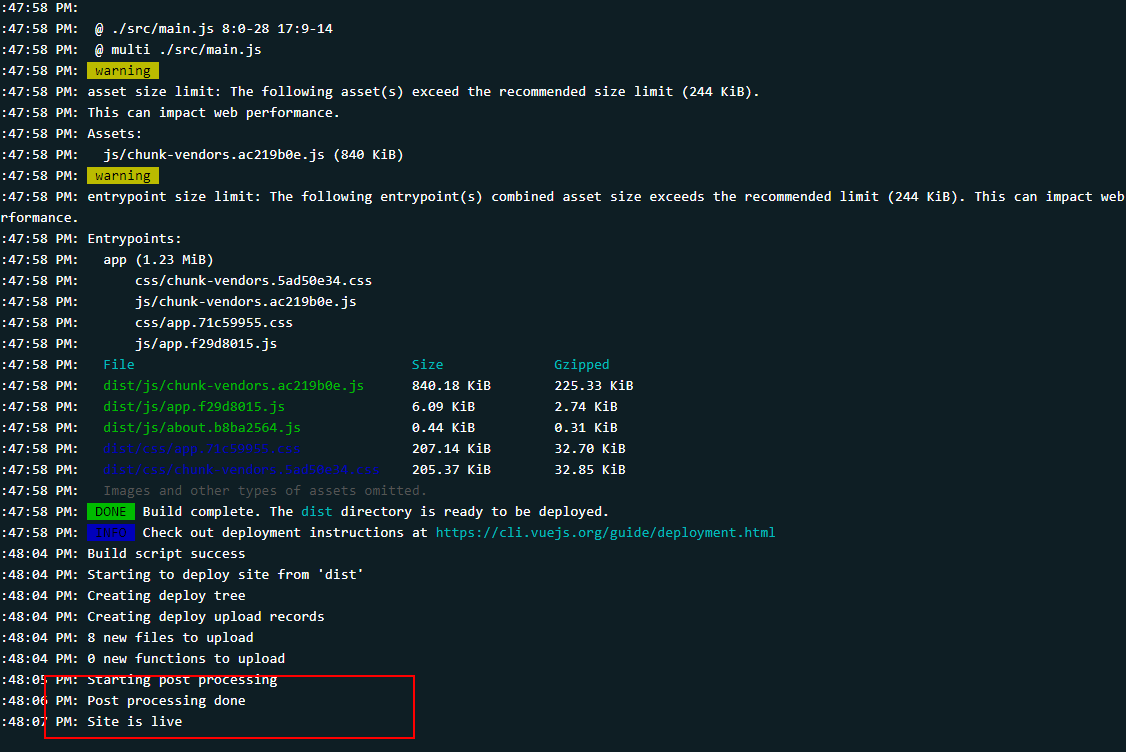 :47:58 PM:
:47:58 PM: @ ./src/main.js 8:0-28 17:9-14
:47:58 PM: @ multi ./src/main.js
:47:58 PM: warning
:47:58 PM: asset size limit: The following asset(s) exceed the recommended size limit (244 KiB).
:47:58 PM: This can impact web performance.
:47:58 PM: Assets:
:47:58 PM: js/chunk-vendors.ac219b0e.js (840 KiB)
:47:58 PM: warning
:47:58 PM: entrypoint size limit: The following entrypoint(s) combined asset size exceeds the recommended limit (244 KiB). This can impact web
rformance.
:47:58 PM: Entrypoints:
:47:58 PM: app (1.23 MiB)
:47:58 PM: css/chunk-vendors.5ad50e34.css
:47:58 PM: js/chunk-vendors.ac219b0e.js
:47:58 PM: css/app.71c59955.css
:47:58 PM: js/app.f29d8015.js
:47:58 PM: File Size Gzipped
:47:58 PM: dist/js/chunk-vendors.ac219b0e.js 840.18 KiB 225.33 KiB
:47:58 PM: dist/js/app.f29d8015.js 6.09 KiB 2.74 KiB
:47:58 PM: dist/js/about.b8ba2564.js 0.44 KiB 0.31 KiB
:47:58 PM: dist/css/app.71c59955.css 207.14 KiB 32.70 KiB
:47:58 PM: dist/css/chunk-vendors.5ad50e34.css 205.37 KiB 32.85 KiB
:47:58 PM: Images and other types of assets omitted.
:47:58 PM: DONE Build complete. The dist directory is ready to be deployed.
:47:58 PM: INFO Check out deployment instructions at https://cli.vuejs.org/guide/deployment.html
:48:04 PM: Build script success
:48:04 PM: Starting to deploy site from 'dist'
:48:04 PM: Creating deploy tree
:48:04 PM: Creating deploy upload records
:48:04 PM: 8 new files to upload
:48:04 PM: 0 new functions to upload
:48:05 PM: Starting post processing
:48:06 PM: Post processing done
:48:07 PM: Site is live